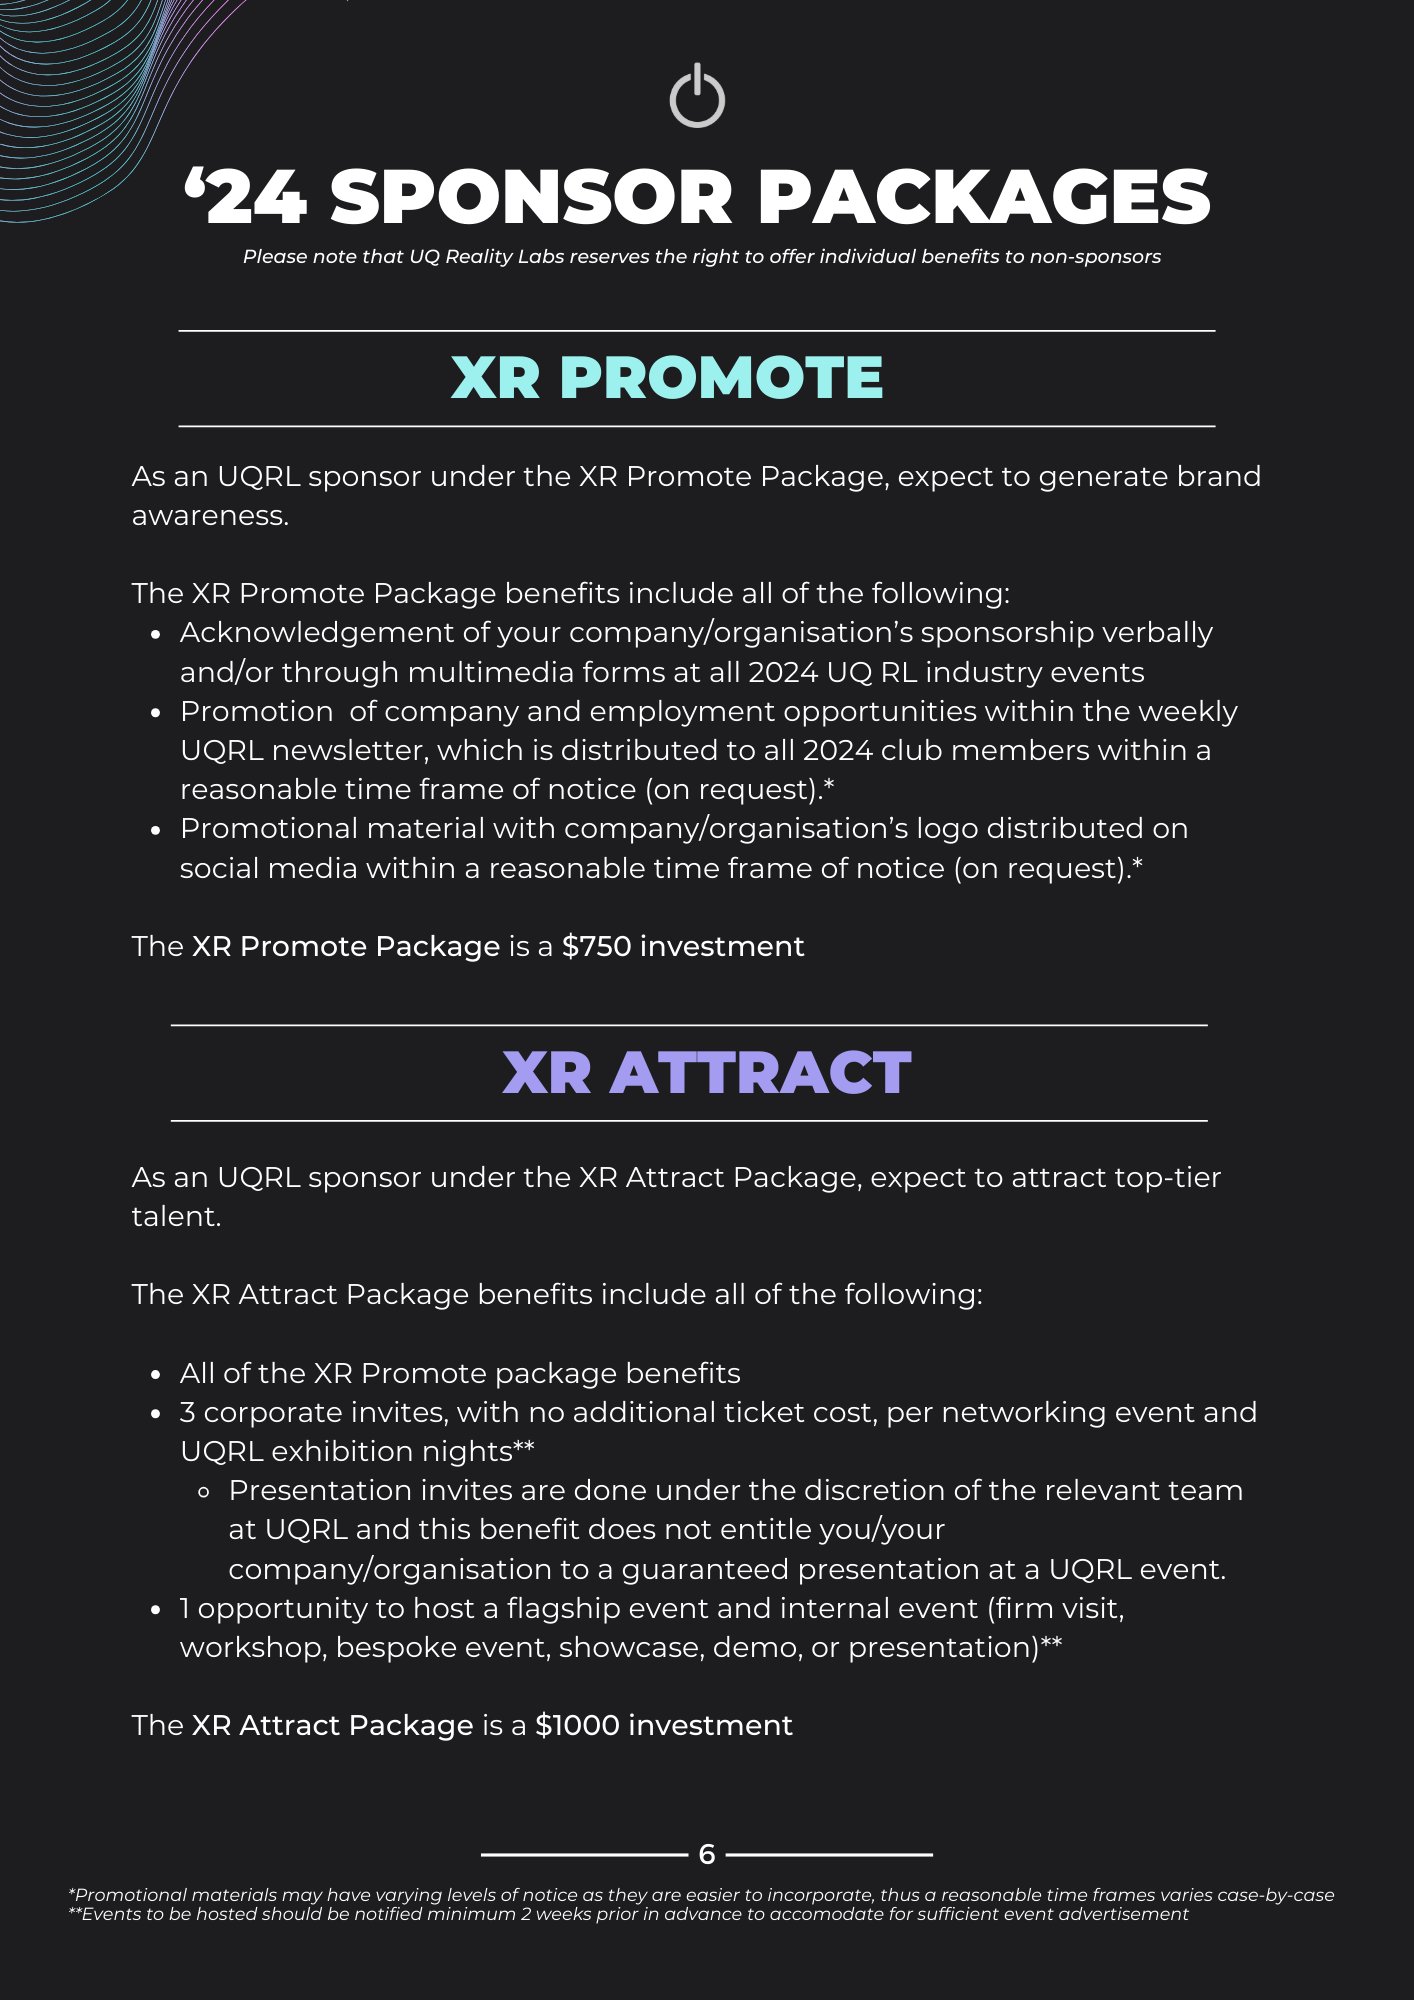 ‘24 SPONSOR PACKAGES
Please note that UQ Reality Labs reserves the right to offer individual benefits to non-sponsors
XR PROMOTE
As an UQRL sponsor under the XR Promote Package, expect to generate brand
awareness.
The XR Promote Package benefits include all of the following:
• Acknowledgement of your company/organisation’s sponsorship verbally
and/or through multimedia forms at all 2024 UQ RL industry events
• Promotion  of company and employment opportunities within the weekly
UQRL newsletter, which is distributed to all 2024 club members within a
reasonable time frame of notice (on request).*
• Promotional material with company/organisation’s logo distributed on
social media within a reasonable time frame of notice (on request).*
The XR Promote Package is a $750 investment
XR ATTRACT
As an UQRL sponsor under the XR Attract Package, expect to attract top-tier
talent.
The XR Attract Package benefits include all of the following:
• All of the XR Promote package benefits
• 3 corporate invites, with no additional ticket cost, per networking event and
UQRL exhibition nights**
◦ Presentation invites are done under the discretion of the relevant team
at UQRL and this benefit does not entitle you/your
company/organisation to a guaranteed presentation at a UQRL event.
• 1 opportunity to host a flagship event and internal event (firm visit,
workshop, bespoke event, showcase, demo, or presentation)**
The XR Attract Package is a $1000 investment
6
*Promotional materials may have varying levels of notice as they are easier to incorporate, thus a reasonable time frames varies case-by-case
**Events to be hosted should be notified minimum 2 weeks prior in advance to accomodate for sufficient event advertisement